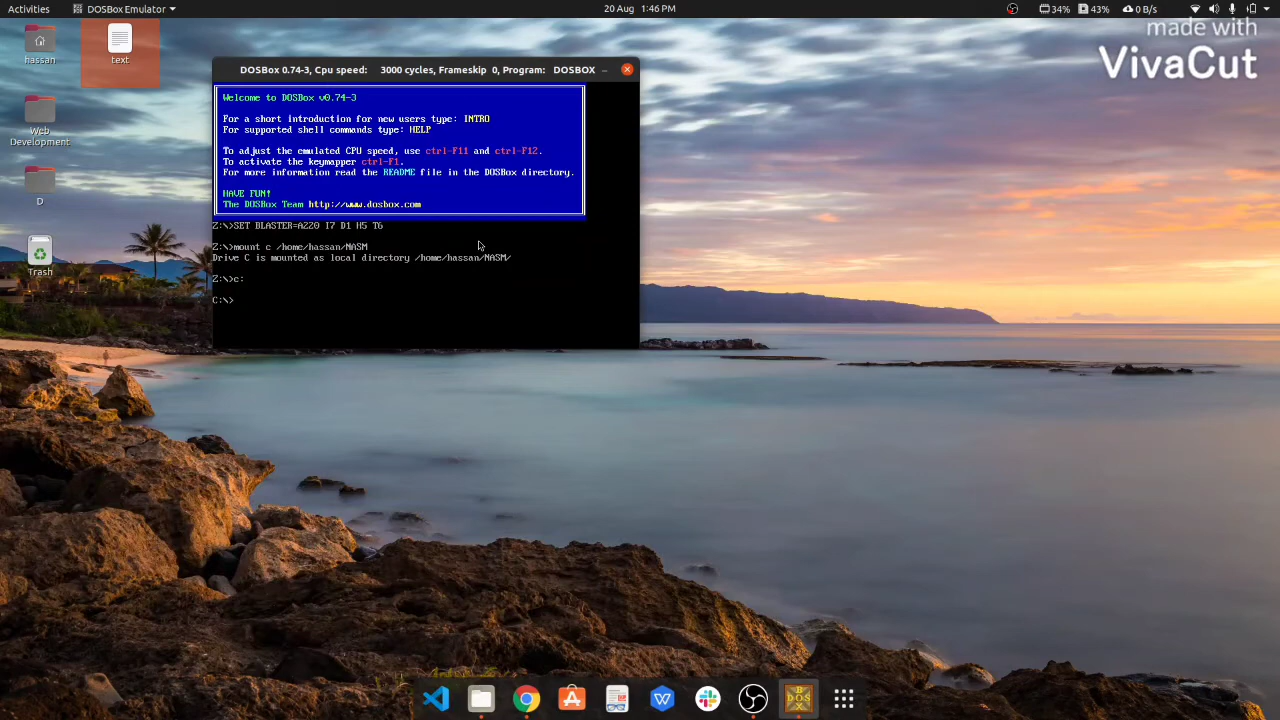 Activities
DOSBox Emulator
20 Aug 1:46 PM
34%
43%
0 B/s
made with
VivaCut
hassan
text
Web
Development
D
Trash
DOSBox 0.74-3, Cpu speed: 3000 cycles, Frameskip 0, Program: DOSBOX
Welcome to DOSBox v0.74-3
For a short introduction for new users type: INTRO
For supported shell commands type: HELP
To adjust the emulated CPU speed, use ctrl-F11 and ctrl-F12.
To activate the keymapper ctrl-F1.
For more information read the README file in the DOSBox directory.
HAVE FUN!
The DOSBox Team http://www.dosbox.com
Z:\>SET BLASTER=A220 I7 D1 H5 T6
Z:\>mount c /home/hassan/NASM
Drive C is mounted as local directory /home/hassan/NASM/
Z:\>c:
C:\>